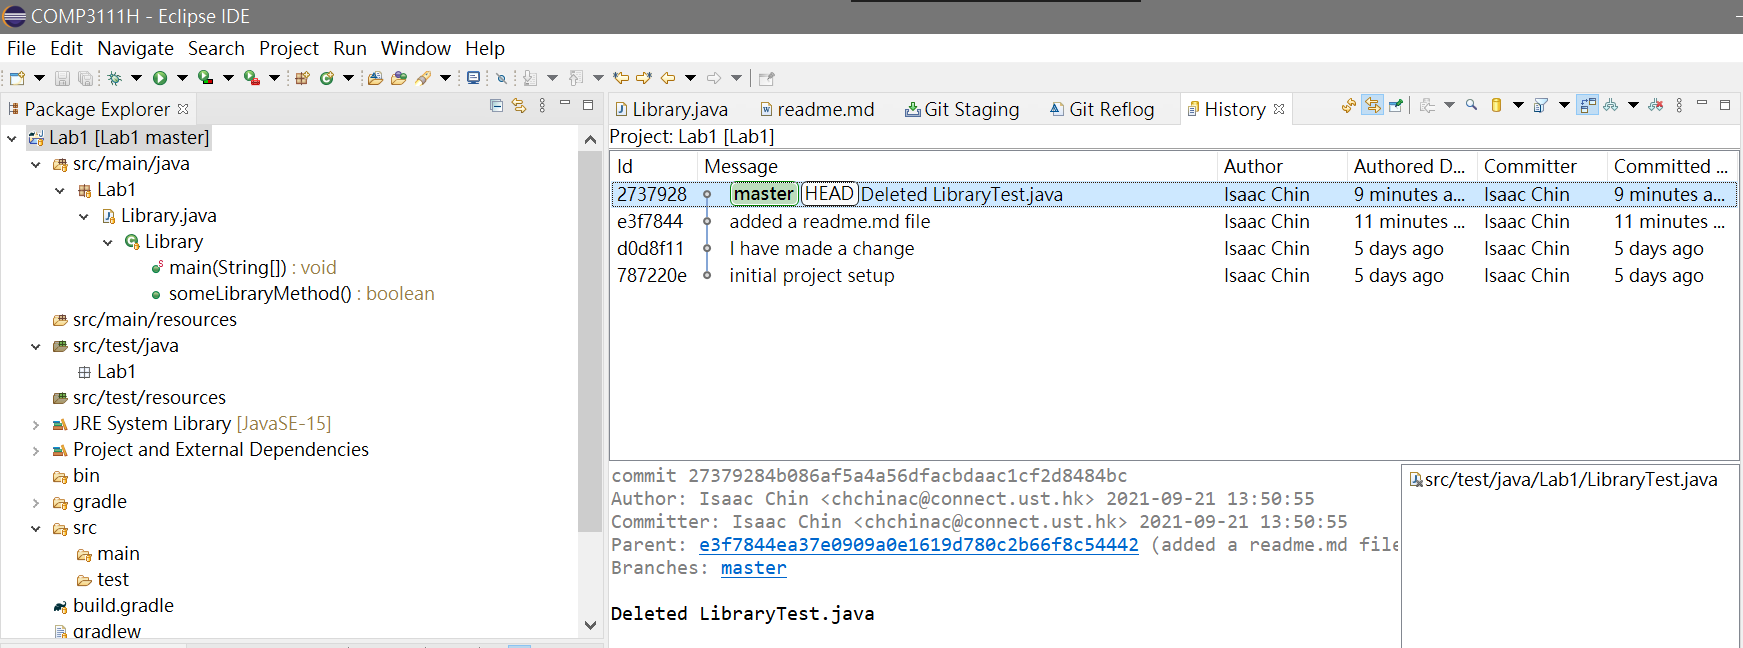 COMP3111H - Eclipse IDE
File Edit Navigate Search Project Run Window Help
Package Explorer
Lab1 [Lab1 master]
src/main/java
Lab1
Library.java
Library
main(String[]) : void
someLibraryMethod() : boolean
src/main/resources
src/test/java
Lab1
src/test/resources
JRE System Library [JavaSE-15]
Project and External Dependencies
bin
gradle
src
main
test
build.gradle
gradlew
Library.java readme.md Git Staging Git Reflog History
Project: Lab1 [Lab1]
Id Message Author Authored D... Committer Committed ...
2737928 master HEAD Deleted LibraryTest.java Isaac Chin 9 minutes a... Isaac Chin 9 minutes a...
e3f7844 added a readme.md file Isaac Chin 11 minutes ... Isaac Chin 11 minutes ...
d0d8f11 I have made a change Isaac Chin 5 days ago Isaac Chin 5 days ago
787220e initial project setup Isaac Chin 5 days ago Isaac Chin 5 days ago
commit 27379284b086af5a4a56dfacbdaac1cf2d8484bc
Author: Isaac Chin <chchinac@connect.ust.hk> 2021-09-21 13:50:55
Committer: Isaac Chin <chchinac@connect.ust.hk> 2021-09-21 13:50:55
Parent: e3f7844ea37e0909a0e1619d780c2b66f8c54442 (added a readme.md file
Branches: master
Deleted LibraryTest.java
src/test/java/Lab1/LibraryTest.java